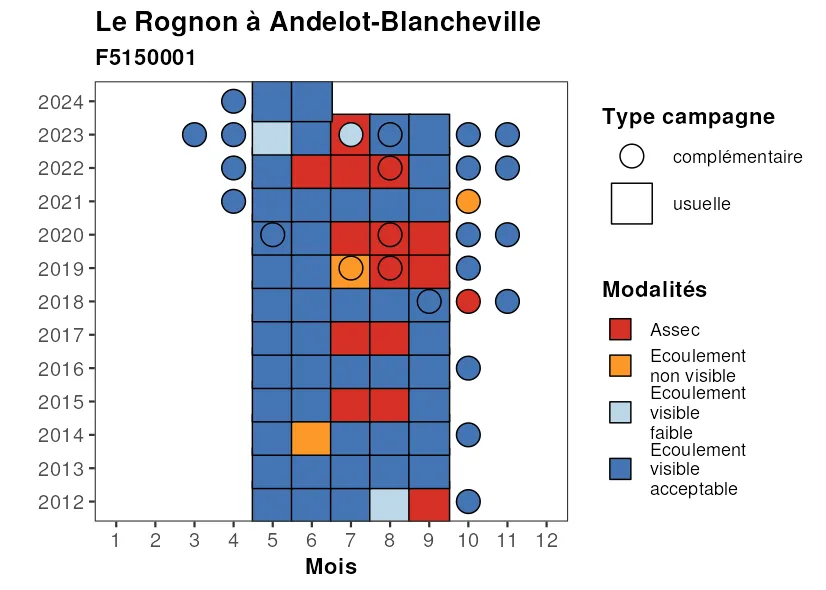 Le Rognon à Andelot-Blancheville
F5150001
2024
2023
2022
2021
2020
2019
2018
2017
2016
2015
2014
2013
2012
1 2 3 4 5 6 7 8 9 10 11 12
Mois
Type campagne
complémentaire
usuelle
Modalités
Assec
Ecoulement
non visible
Ecoulement
visible
faible
Ecoulement
visible
acceptable